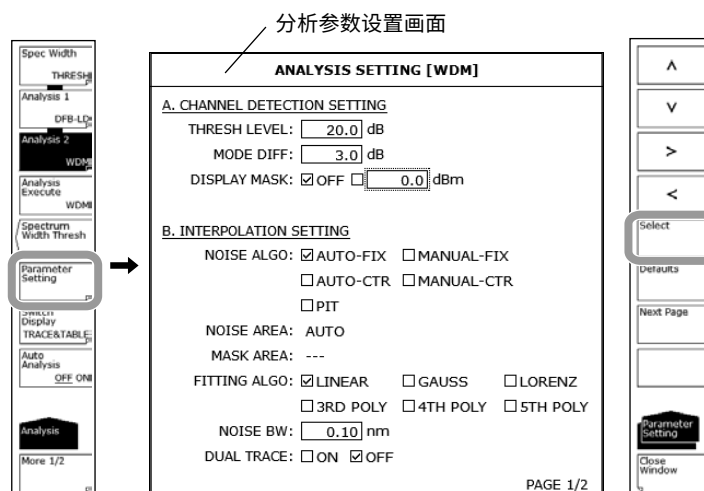 分析参数设置画面
Spec Width
THRESH
Analysis 1
DFB-LD
Analysis 2
WDM
Analysis
Execute
WDM
Spectrum
Width Thresh
Parameter
Setting
Switch
Display
TRACE&TABLE
Auto
Analysis
OFF ON
Analysis
More 1/2
ANALYSIS SETTING [WDM]
A. CHANNEL DETECTION SETTING
THRESH LEVEL: 20.0 dB
MODE DIFF: 3.0 dB
DISPLAY MASK: ☑OFF ☐ 0.0 dBm
B. INTERPOLATION SETTING
NOISE ALGO: ☑AUTO-FIX ☐MANUAL-FIX
☐AUTO-CTR ☐MANUAL-CTR
☐PIT
NOISE AREA: AUTO
MASK AREA: ---
FITTING ALGO: ☑LINEAR ☐GAUSS ☐LORENZ
☐3RD POLY ☐4TH POLY ☐5TH POLY
NOISE BW: 0.10 nm
DUAL TRACE: ☐ON ☑OFF
PAGE 1/2
Select
Defaults
Next Page
Parameter
Setting
Close
Window